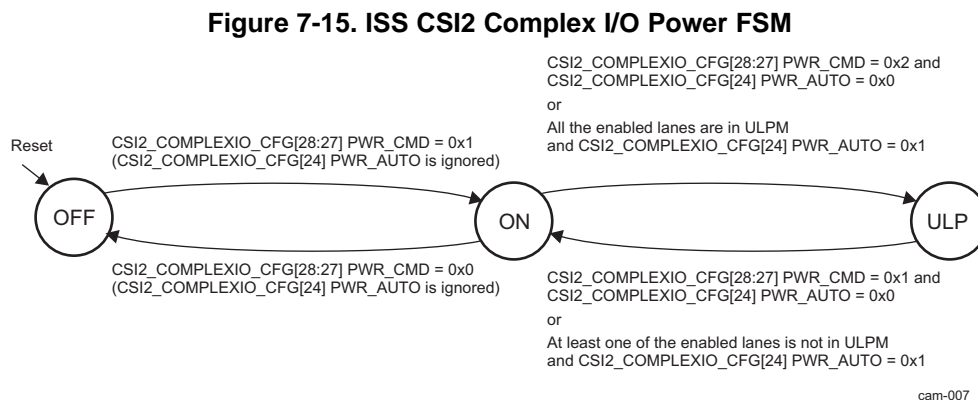 Figure 7-15. ISS CSI2 Complex I/O Power FSM
CSI2_COMPLEXIO_CFG[28:27] PWR_CMD = 0x2 and
CSI2_COMPLEXIO_CFG[24] PWR_AUTO = 0x0
or
All the enabled lanes are in ULPM
and CSI2_COMPLEXIO_CFG[24] PWR_AUTO = 0x1
Reset
CSI2_COMPLEXIO_CFG[28:27] PWR_CMD = 0x1
(CSI2_COMPLEXIO_CFG[24] PWR_AUTO is ignored)
OFF
ON
ULP
CSI2_COMPLEXIO_CFG[28:27] PWR_CMD = 0x0
(CSI2_COMPLEXIO_CFG[24] PWR_AUTO is ignored)
CSI2_COMPLEXIO_CFG[28:27] PWR_CMD = 0x1 and
CSI2_COMPLEXIO_CFG[24] PWR_AUTO = 0x0
or
At least one of the enabled lanes is not in ULPM
and CSI2_COMPLEXIO_CFG[24] PWR_AUTO = 0x1
cam-007